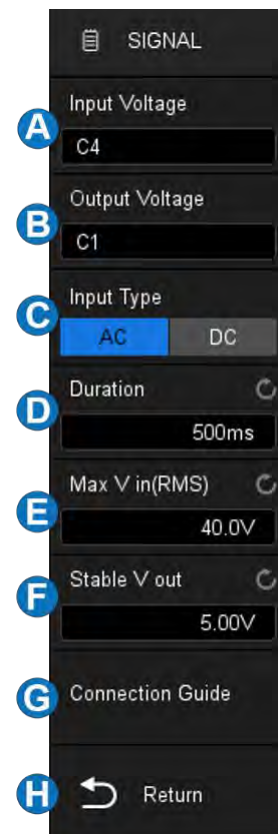 SIGNAL
A
Input Voltage
C4
B
Output Voltage
C1
C
Input Type
AC DC
D
Duration
500ms
E
Max V in(RMS)
40.0V
F
Stable V out
5.00V
G
Connection Guide
H
Return